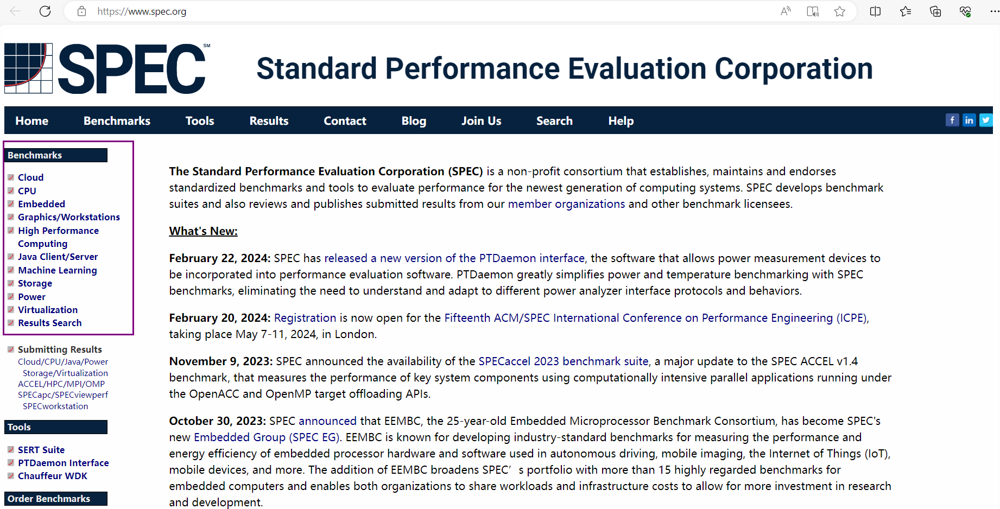 https://www.spec.org
SPEC SM
Standard Performance Evaluation Corporation
Home Benchmarks Tools Results Contact Blog Join Us Search Help
Benchmarks
Cloud
CPU
Embedded
Graphics/Workstations
High Performance
Computing
Java Client/Server
Machine Learning
Storage
Power
Virtualization
Results Search
Submitting Results
Cloud/CPU/Java/Power
Storage/Virtualization
ACCEL/HPC/MPI/OMP
SPECapc/SPECviewperf
SPECworkstation
Tools
SERT Suite
PTDaemon Interface
Chauffeur WDK
Order Benchmarks
The Standard Performance Evaluation Corporation (SPEC) is a non-profit consortium that establishes, maintains and endorses
standardized benchmarks and tools to evaluate performance for the newest generation of computing systems. SPEC develops benchmark
suites and also reviews and publishes submitted results from our member organizations and other benchmark licensees.
What's New:
February 22, 2024: SPEC has released a new version of the PTDaemon interface, the software that allows power measurement devices to
be incorporated into performance evaluation software. PTDaemon greatly simplifies power and temperature benchmarking with SPEC
benchmarks, eliminating the need to understand and adapt to different power analyzer interface protocols and behaviors.
February 20, 2024: Registration is now open for the Fifteenth ACM/SPEC International Conference on Performance Engineering (ICPE),
taking place May 7-11, 2024, in London.
November 9, 2023: SPEC announced the availability of the SPECaccel 2023 benchmark suite, a major update to the SPEC ACCEL v1.4
benchmark, that measures the performance of key system components using computationally intensive parallel applications running under
the OpenACC and OpenMP target offloading APIs.
October 30, 2023: SPEC announced that EEMBC, the 25-year-old Embedded Microprocessor Benchmark Consortium, has become SPEC's
new Embedded Group (SPEC EG). EEMBC is known for developing industry-standard benchmarks for measuring the performance and
energy efficiency of embedded processor hardware and software used in autonomous driving, mobile imaging, the Internet of Things (IoT),
mobile devices, and more. The addition of EEMBC broadens SPEC’s portfolio with more than 15 highly regarded benchmarks for
embedded computers and enables both organizations to share workloads and infrastructure costs to allow for more investment in research
and development.